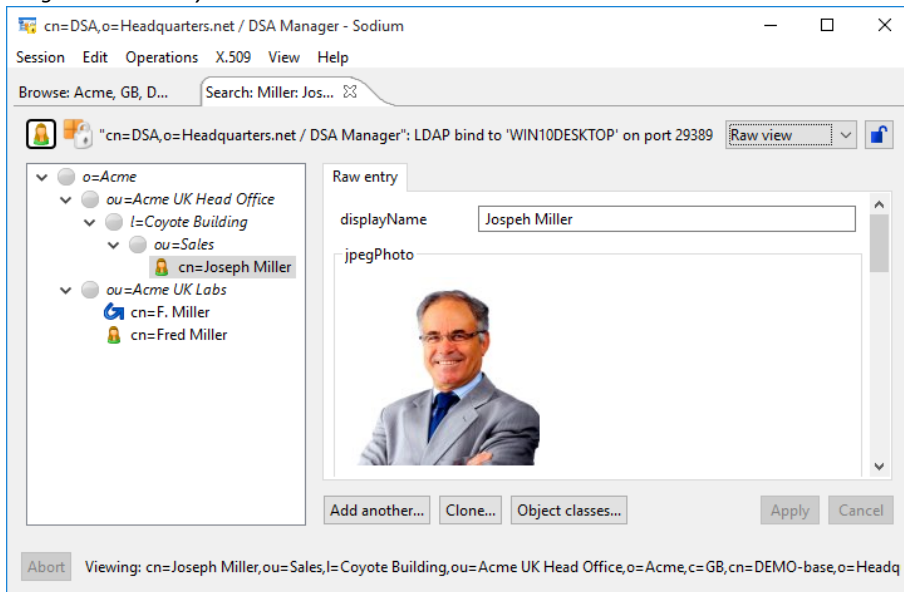 cn=DSA,o=Headquarters.net / DSA Manager - Sodium
Session Edit Operations X.509 View Help
Browse: Acme, GB, D... Search: Miller: Jos...
"cn=DSA,o=Headquarters.net / DSA Manager": LDAP bind to 'WIN10DESKTOP' on port 29389 Raw view
o=Acme
ou=Acme UK Head Office
l=Coyote Building
ou=Sales
cn=Joseph Miller
ou=Acme UK Labs
cn=F. Miller
cn=Fred Miller
Raw entry
displayName Jospeh Miller
jpegPhoto
Add another... Clone... Object classes... Apply Cancel
Abort Viewing: cn=Joseph Miller,ou=Sales,l=Coyote Building,ou=Acme UK Head Office,o=Acme,c=GB,cn=DEMO-base,o=Headq